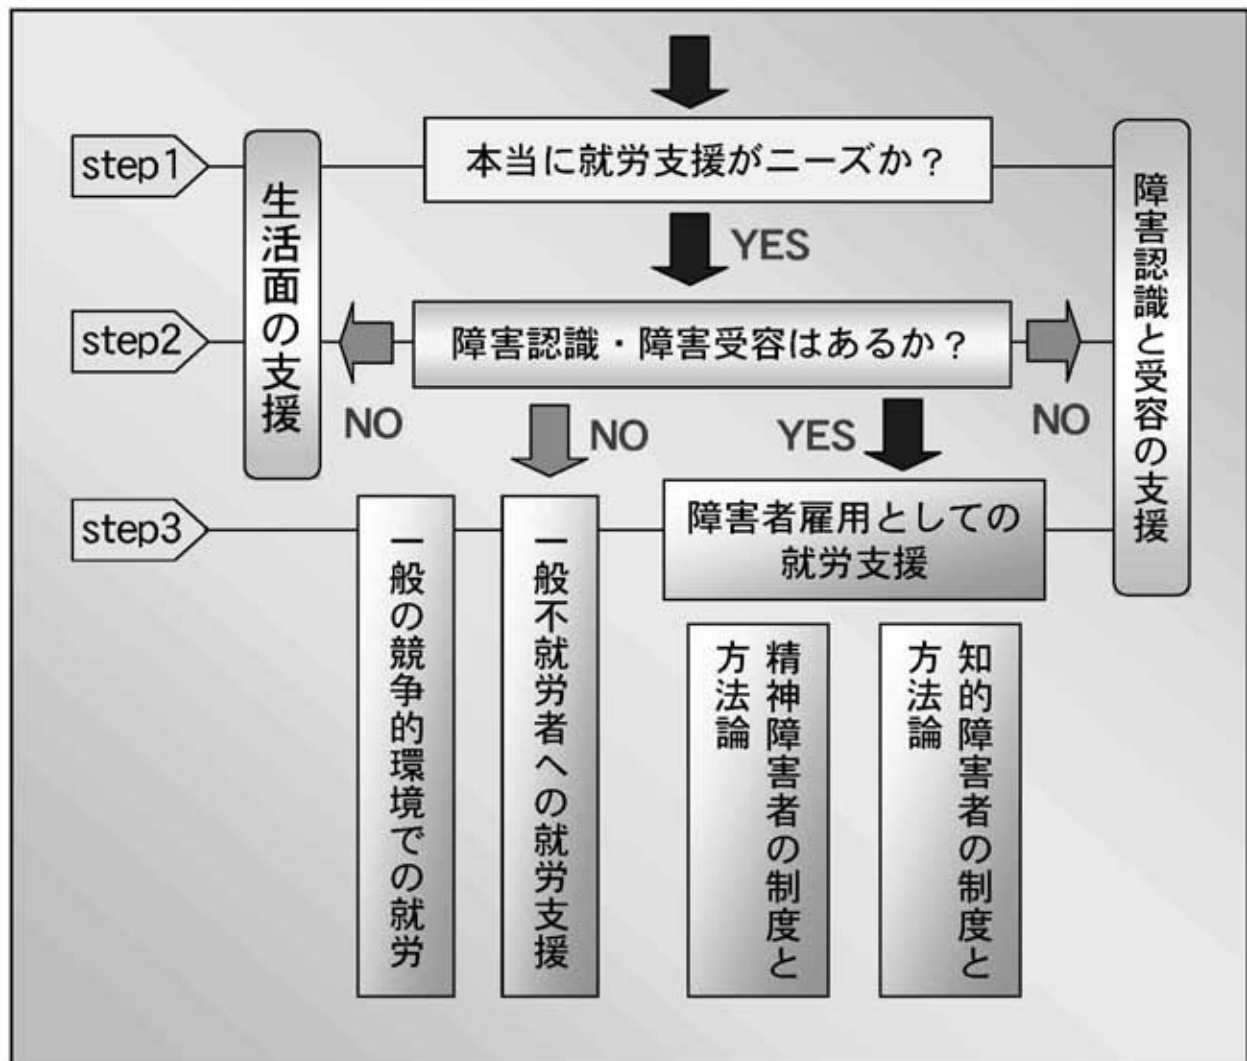 step1
生活面の支援
本当に就労支援がニーズか？
障害認識と受容の支援
YES
step2
障害認識・障害受容はあるか？
NO
NO
YES
NO
step3
一般の競争的環境での就労
一般不就労者への就労支援
障害者雇用としての
就労支援
精神障害者の制度と
方法論
知的障害者の制度と
方法論